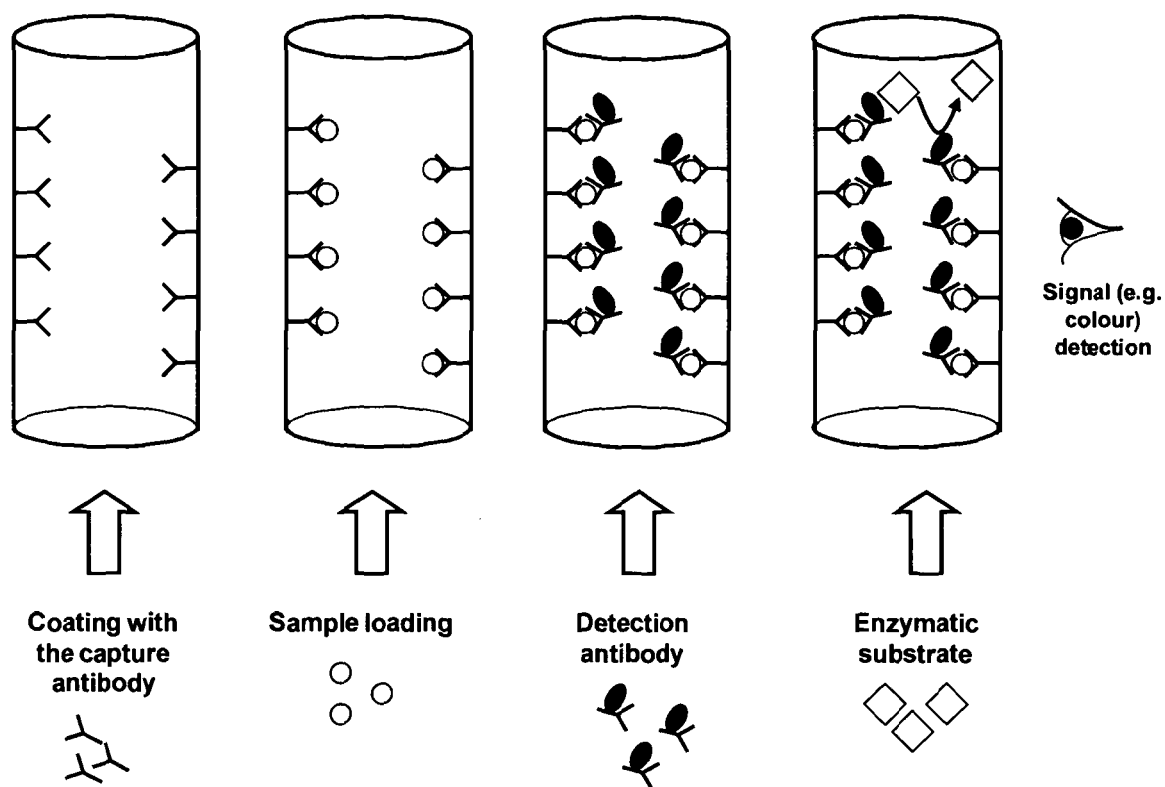 Signal (e.g.
colour)
detection
Coating with
the capture
antibody
Sample loading
Detection
antibody
Enzymatic
substrate